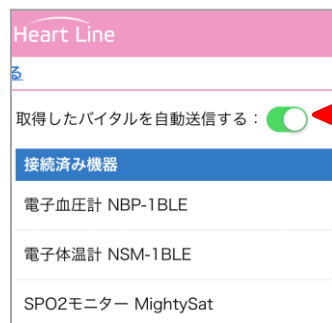 Heart Line
る
取得したバイタルを自動送信する：
接続済み機器
電子血圧計 NBP-1BLE
電子体温計 NSM-1BLE
SPO2モニター MightySat